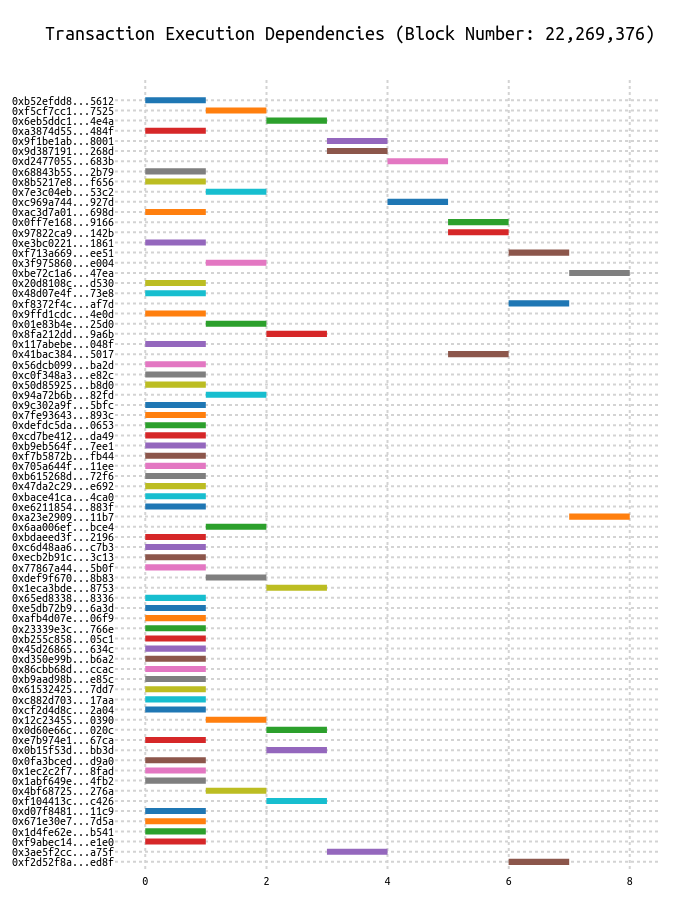 Transaction Execution Dependencies (Block Number: 22,269,376)
0xb52efdd8...5612
0xf5cf7cc1...7525
0x6eb5ddc1...4e4a
0xa3874d55...484f
0x9f1be1ab...8001
0x9d387191...268d
0xd2477055...683b
0x68843b55...2b79
0x8b5217e8...f656
0x7e3c04eb...53c2
0xc969a744...927d
0xac3d7a01...698d
0x0ff7e168...9166
0x97822ca9...142b
0xe3bc0221...1861
0xf713a669...ee51
0x3f975860...e004
0xbe72c1a6...47ea
0x20d8108c...d530
0x48d07e4f...73e8
0xf8372f4c...af7d
0x9ffd1cdc...4e0d
0x01e83b4e...25d0
0x8fa212dd...9a6b
0x117abebe...048f
0x41bac384...5017
0x56dcb099...ba2d
0xc0f348a3...e82c
0x50d85925...b8d0
0x94a72b6b...82fd
0x9c302a9f...5bfc
0x7fe93643...893c
0xdefdc5da...0653
0xcd7be412...da49
0xb9eb564f...7ee1
0xf7b5872b...fb44
0x705a644f...11ee
0xb615268d...72f6
0x47da2c29...e692
0xbace41ca...4ca0
0xe6211854...883f
0xa23e2909...11b7
0x6aa006ef...bce4
0xbdaeed3f...2196
0xc6d48aa6...c7b3
0xecb2b91c...3c13
0x77867a44...5b0f
0xdef9f670...8b83
0x1eca3bde...8753
0x65ed8338...8336
0xe5db72b9...6a3d
0xafb4d07e...06f9
0x23339e3c...766e
0xb255c858...05c1
0x45d26865...634c
0xd350e99b...b6a2
0x86cbb68d...ccac
0xb9aad98b...e85c
0x61532425...7dd7
0xc882d703...17aa
0xcf2d4d8c...2a04
0x12c23455...0390
0x0d60e66c...020c
0xe7b974e1...67ca
0x0b15f53d...bb3d
0x0fa3bced...d9a0
0x1ec2c2f7...8fad
0x1abf649e...4fb2
0x4bf68725...276a
0xf104413c...c426
0xd07f8481...11c9
0x671e30e7...7d5a
0x1d4fe62e...b541
0xf9abec14...e1e0
0x3ae5f2cc...a75f
0xf2d52f8a...ed8f
0 2 4 6 8